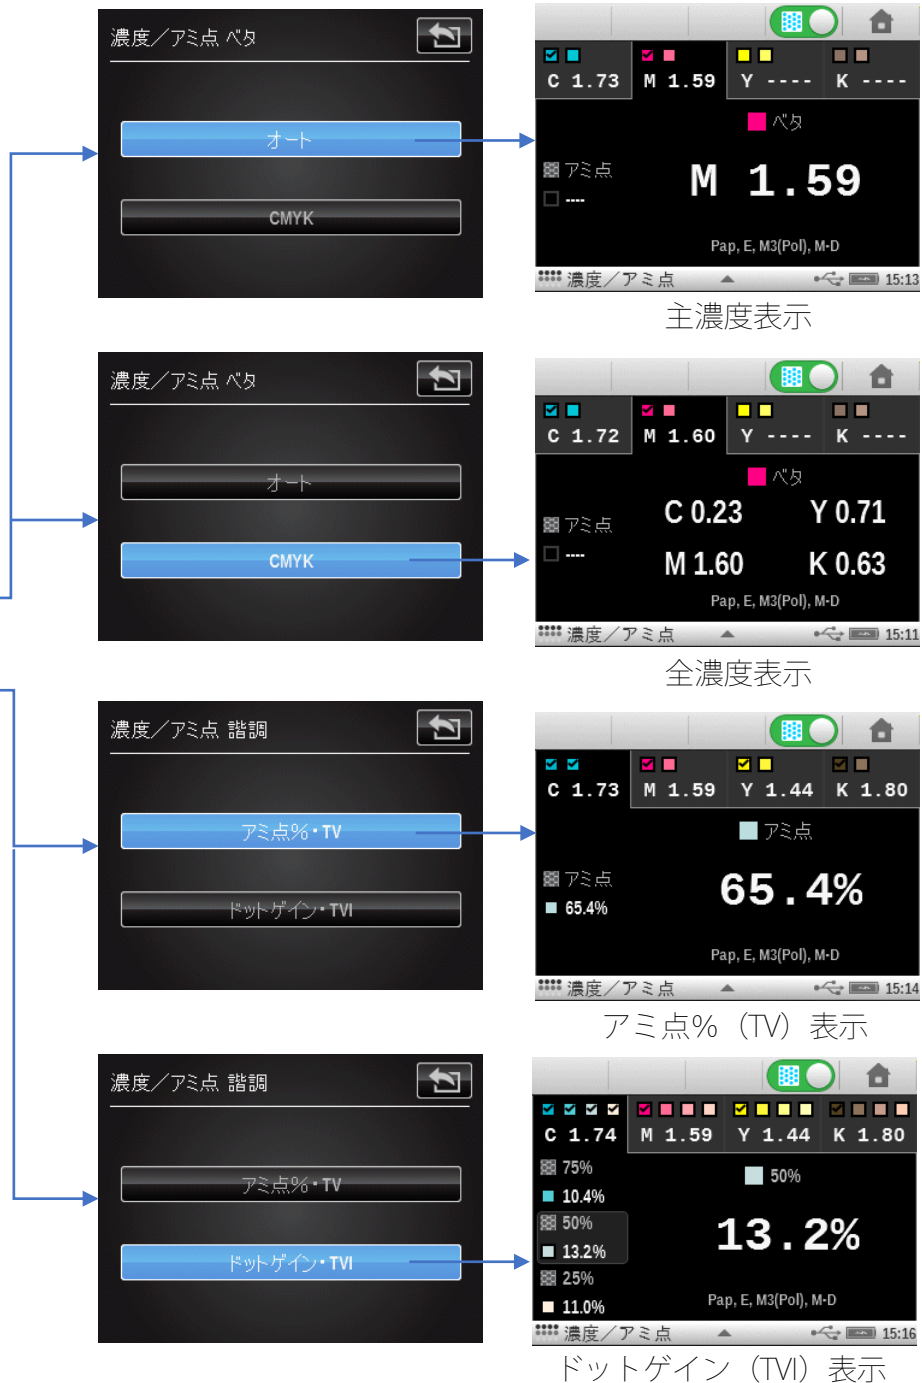 濃度／アミ点 ベタ
オート
CMYK
C 1.73
M 1.59
Y ----
K ----
ベタ
アミ点
----
M 1.59
Pap, E, M3(Pol), M-D
濃度／アミ点
15:13
主濃度表示
濃度／アミ点 ベタ
オート
CMYK
C 1.72
M 1.60
Y ----
K ----
ベタ
アミ点
----
C 0.23 Y 0.71
M 1.60 K 0.63
Pap, E, M3(Pol), M-D
濃度／アミ点
15:11
全濃度表示
濃度／アミ点 諧調
アミ点%・TV
ドットゲイン・TVI
C 1.73
M 1.59
Y 1.44
K 1.80
アミ点
アミ点
65.4%
65.4%
Pap, E, M3(Pol), M-D
濃度／アミ点
15:14
アミ点%（TV）表示
濃度／アミ点 諧調
アミ点%・TV
ドットゲイン・TVI
C 1.74
M 1.59
Y 1.44
K 1.80
75%
10.4%
50%
13.2%
25%
11.0%
50%
13.2%
Pap, E, M3(Pol), M-D
濃度／アミ点
15:16
ドットゲイン（TVI）表示